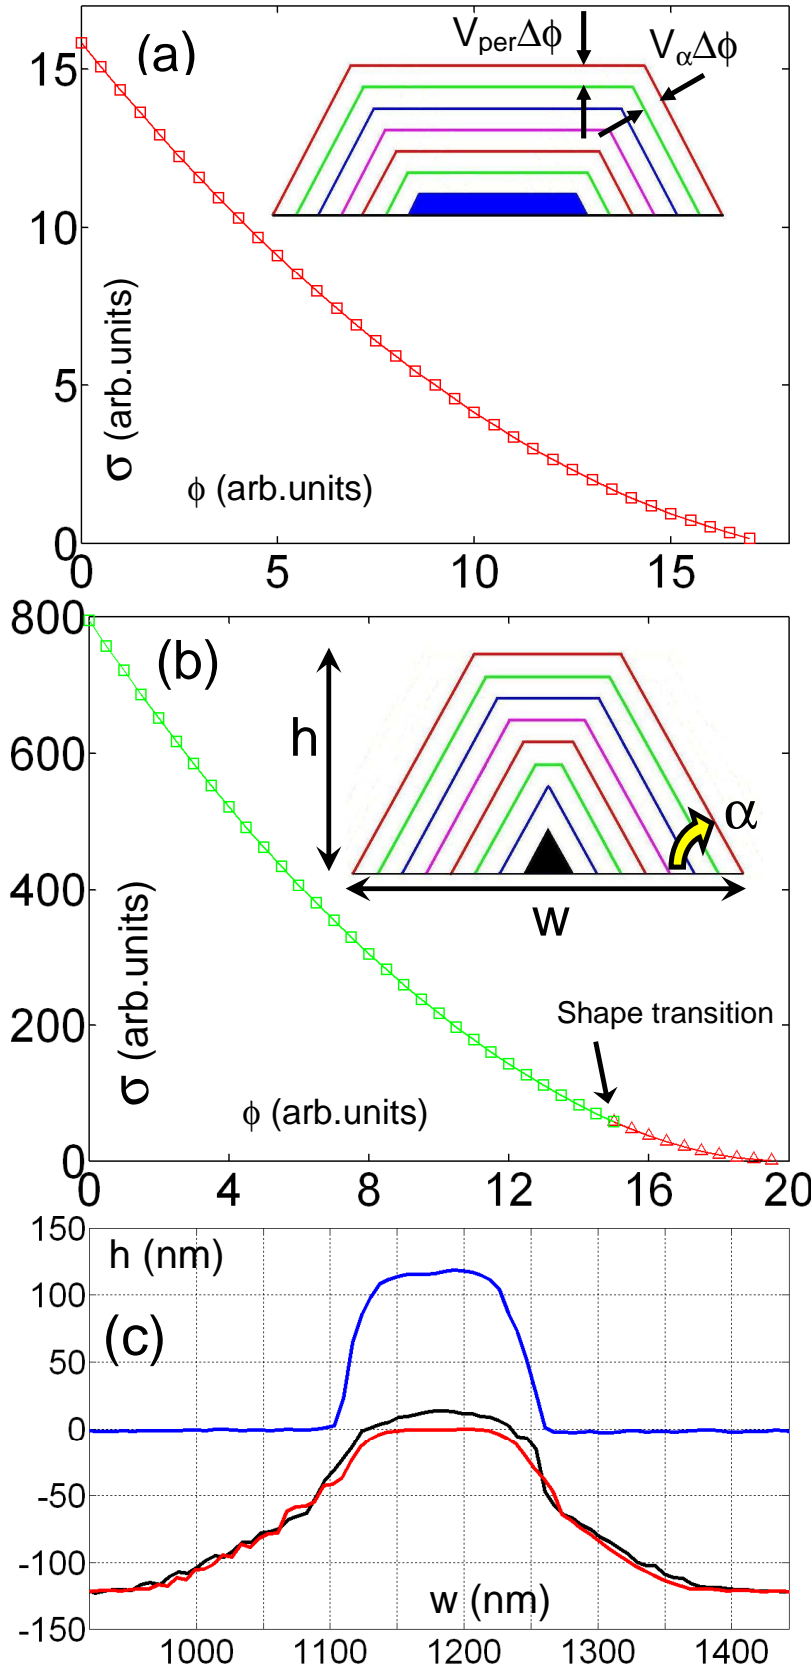 (a)
V_perΔϕ
V_αΔϕ
15
10
5
0
σ (arb.units)
ϕ (arb.units)
0 5 10 15
800
600
400
200
0
(b)
h
α
w
Shape transition
σ (arb.units)
ϕ (arb.units)
0 4 8 12 16 20
150
100
50
0
-50
-100
-150
h (nm)
(c)
w (nm)
1000 1100 1200 1300 1400